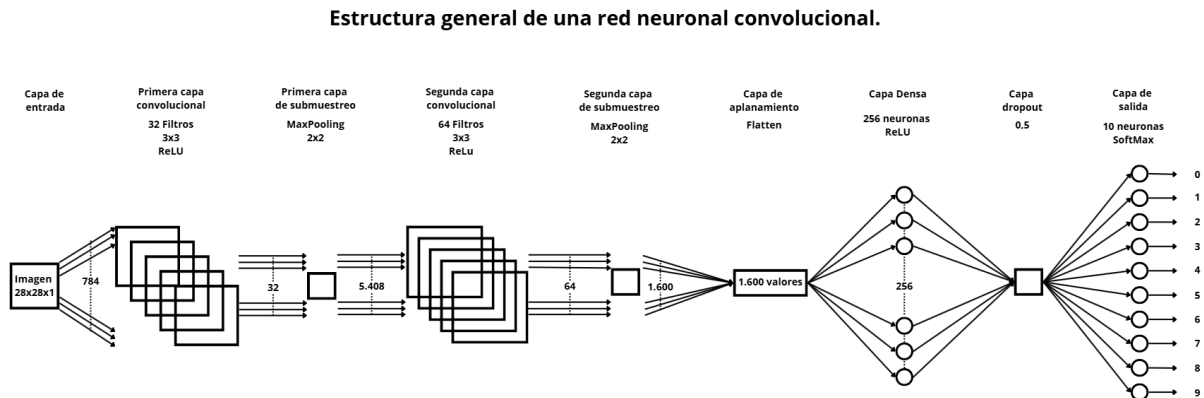 Estructura general de una red neuronal convolucional.
Capa de
entrada
Primera capa
convolucional
32 Filtros
3x3
ReLU
Primera capa
de submuestreo
MaxPooling
2x2
Segunda capa
convolucional
64 Filtros
3x3
ReLu
Segunda capa
de submuestreo
MaxPooling
2x2
Capa de
aplanamiento
Flatten
Capa Densa
256 neuronas
ReLU
Capa
dropout
0,5
Capa de
salida
10 neuronas
SoftMax
Imagen
28x28x1
784
32
5.408
64
1.600
1.600 valores
256
0
1
2
3
4
5
6
7
8
9